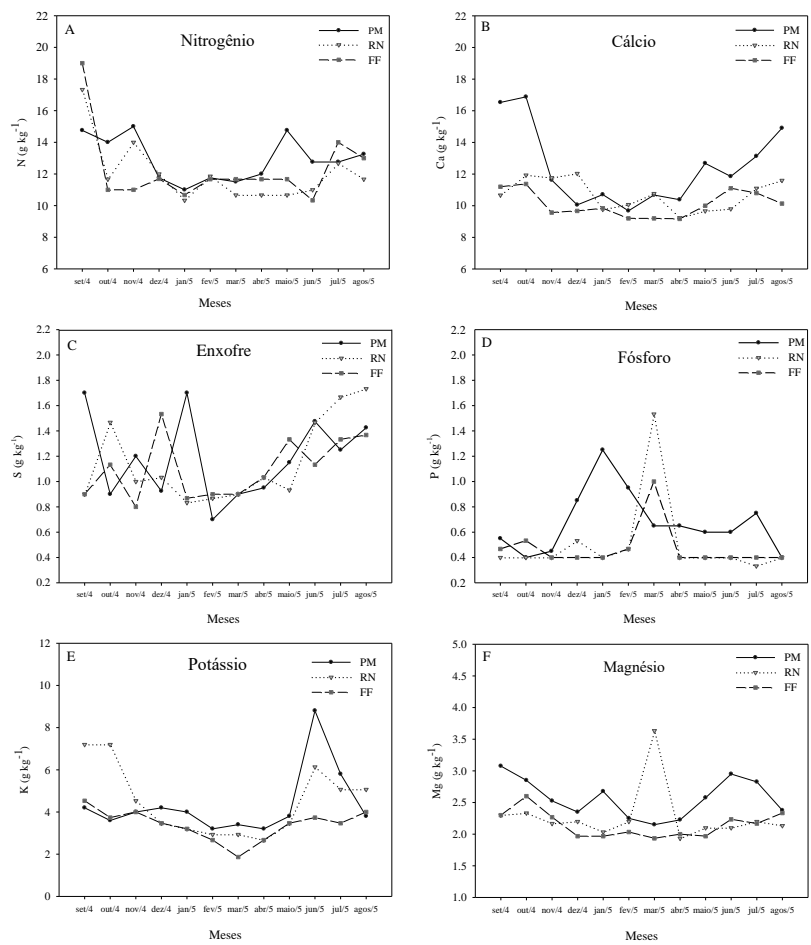 A
Nitrogênio
PM
RN
FF
22
20
18
16
14
12
10
8
6
N (g kg-1)
set/4 out/4 nov/4 dez/4 jan/5 fev/5 mar/5 abr/5 maio/5 jun/5 jul/5 agos/5
Meses
B
Cálcio
PM
RN
FF
22
20
18
16
14
12
10
8
6
Ca (g kg-1)
set/4 out/4 nov/4 dez/4 jan/5 fev/5 mar/5 abr/5 maio/5 jun/5 jul/5 agos/5
Meses
C
Enxofre
PM
RN
FF
2.2
2.0
1.8
1.6
1.4
1.2
1.0
0.8
0.6
0.4
0.2
S (g kg-1)
set/4 out/4 nov/4 dez/4 jan/5 fev/5 mar/5 abr/5 maio/5 jun/5 jul/5 agos/5
Meses
D
Fósforo
PM
RN
FF
2.2
2.0
1.8
1.6
1.4
1.2
1.0
0.8
0.6
0.4
0.2
P (g kg-1)
set/4 out/4 nov/4 dez/4 jan/5 fev/5 mar/5 abr/5 maio/5 jun/5 jul/5 agos/5
Meses
E
Potássio
PM
RN
FF
12
10
8
6
4
2
0
K (g kg-1)
set/4 out/4 nov/4 dez/4 jan/5 fev/5 mar/5 abr/5 maio/5 jun/5 jul/5 agos/5
Meses
F
Magnésio
PM
RN
FF
5.0
4.5
4.0
3.5
3.0
2.5
2.0
1.5
1.0
Mg (g kg-1)
set/4 out/4 nov/4 dez/4 jan/5 fev/5 mar/5 abr/5 maio/5 jun/5 jul/5 agos/5
Meses